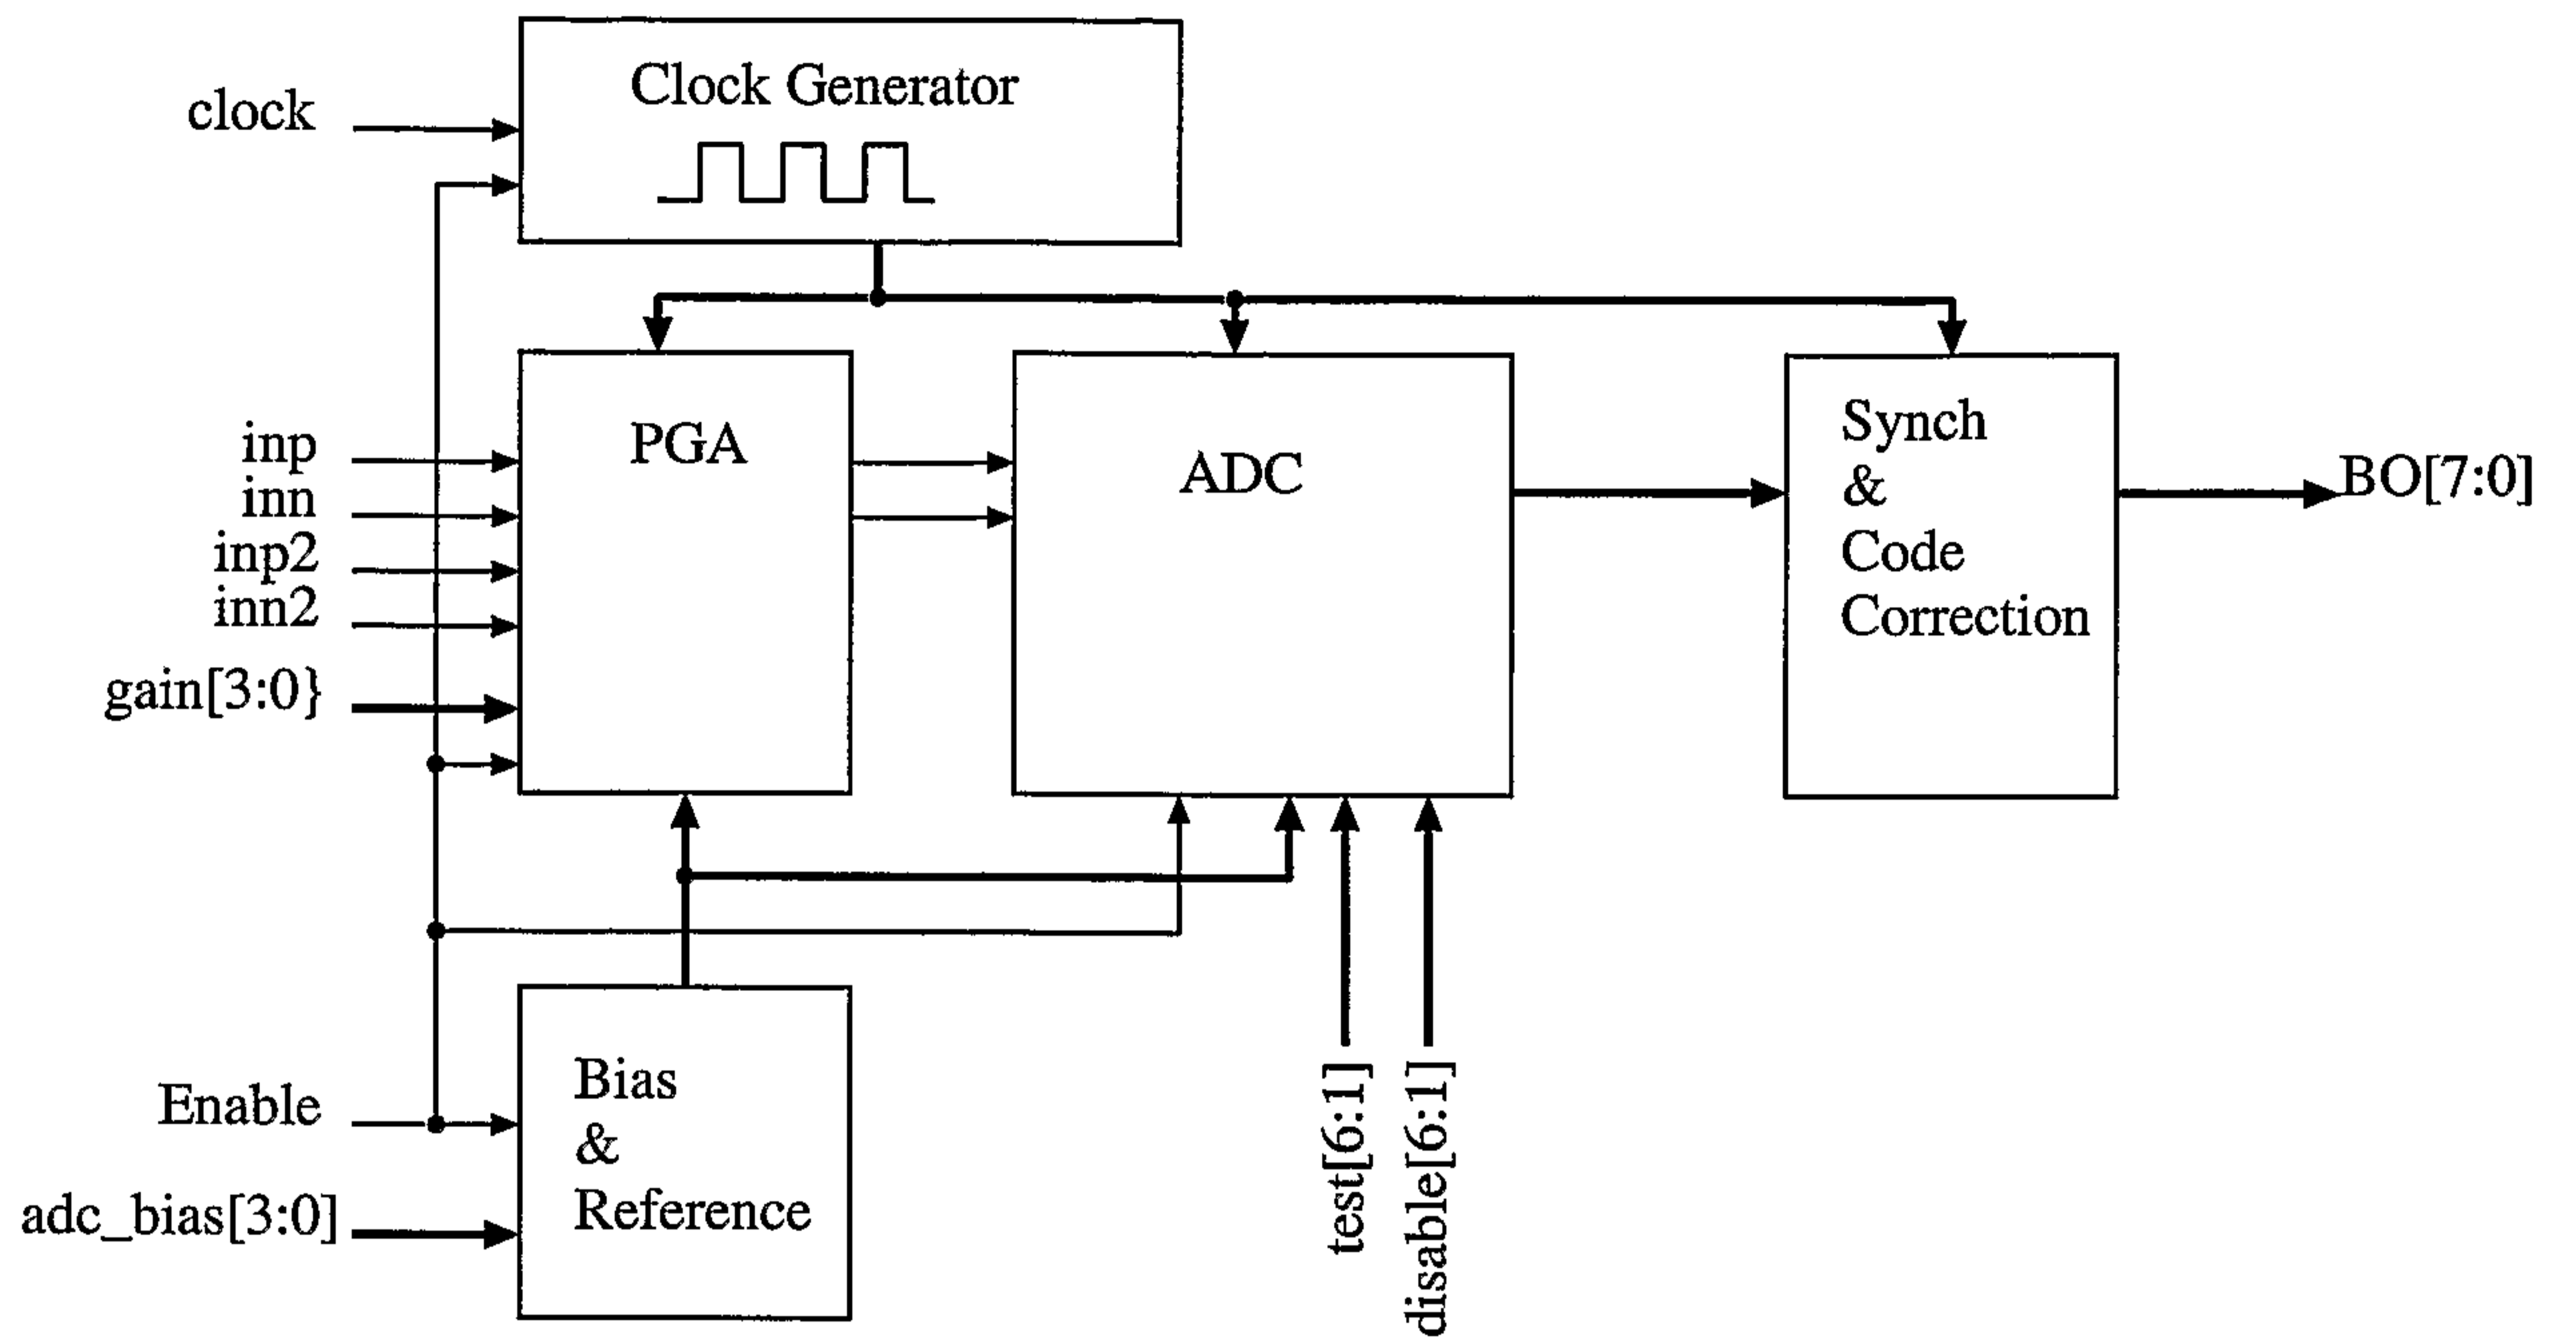 Clock Generator
clock
inp
inn
inp2
inn2
gain[3:0}
PGA
ADC
Synch
&
Code
Correction
BO[7:0]
Enable
adc_bias[3:0]
Bias
&
Reference
test[6:1]
disable[6:1]